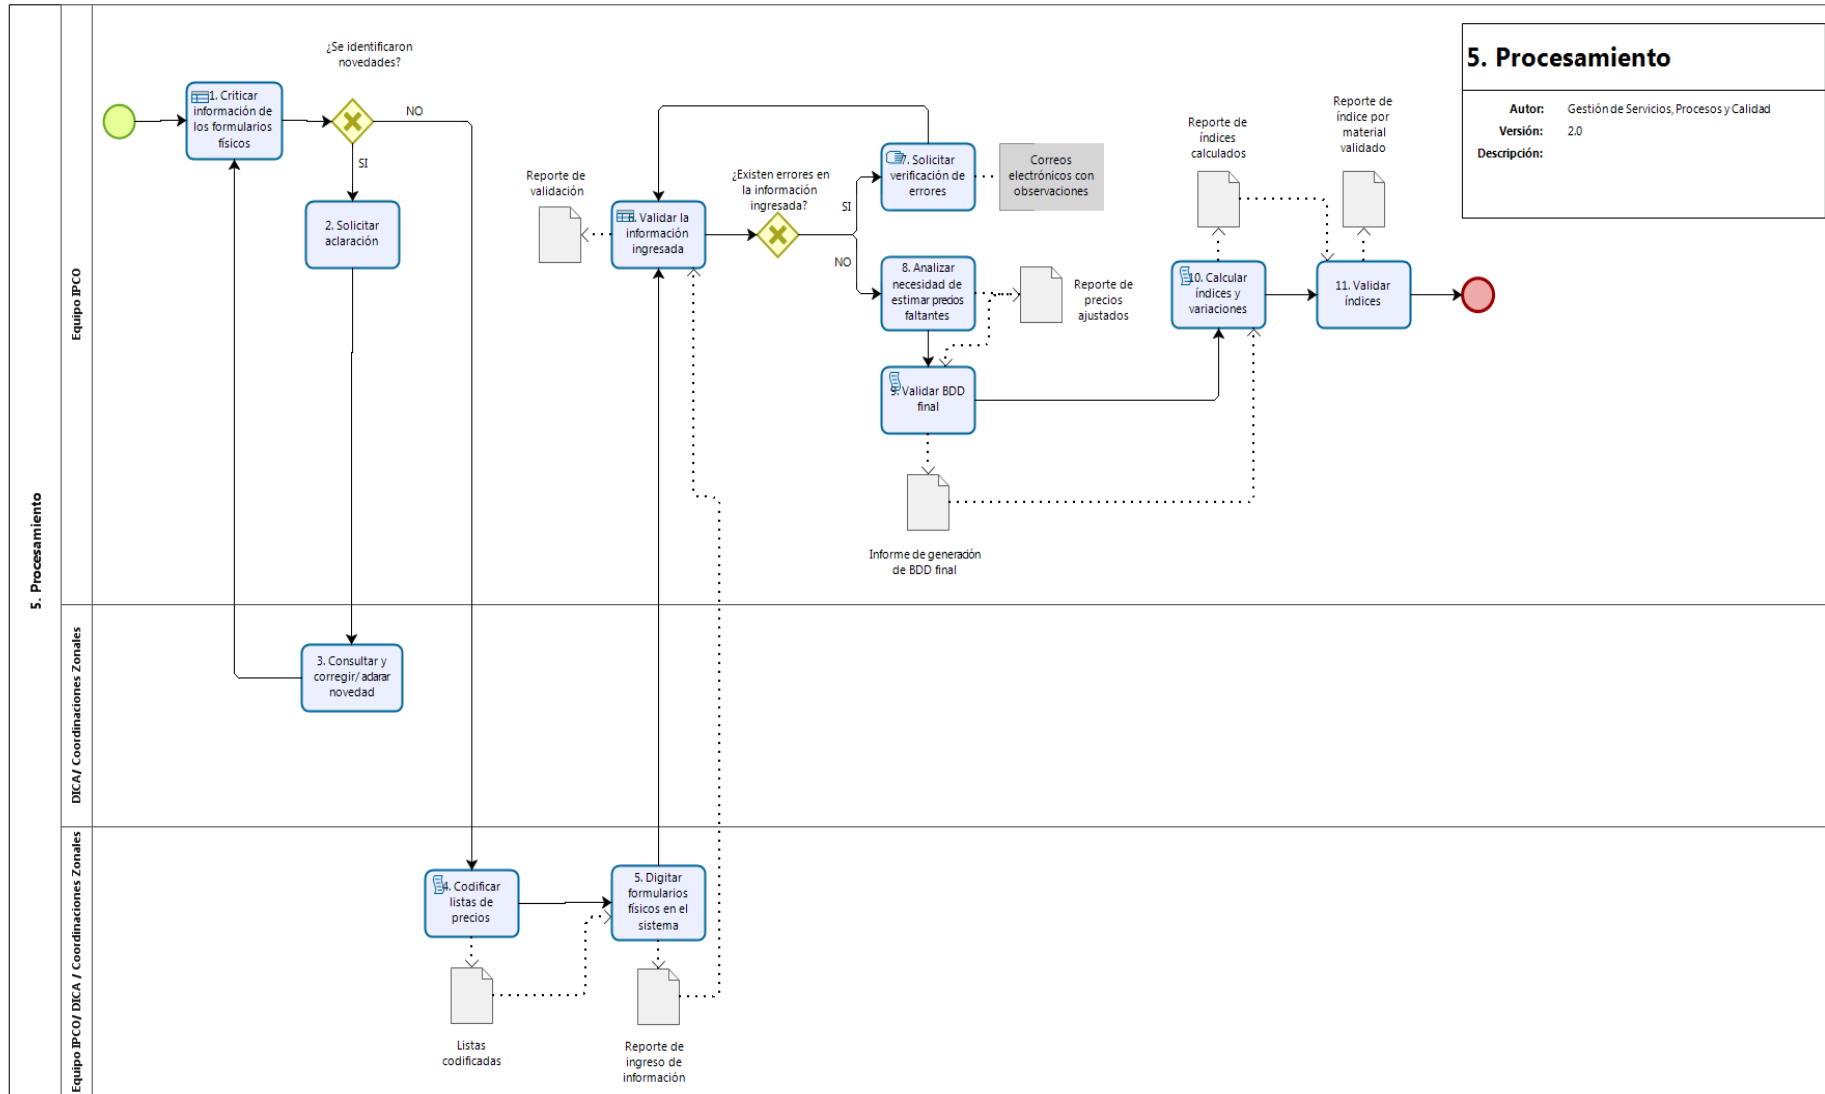 5. Procesamiento
Equipo IPCO
DICA/ Coordinaciones Zonales
Equipo IPCO/ DICA / Coordinaciones Zonales
5. Procesamiento
Autor: Gestión de Servicios, Procesos y Calidad
Versión: 2.0
Descripción:
1. Criticar
información de
los formularios
físicos
¿Se identificaron
novedades?
NO
SI
2. Solicitar
aclaración
3. Consultar y
corregir/ aclarar
novedad
4. Codificar
listas de
precios
Listas
codificadas
5. Digitar
formularios
físicos en el
sistema
Reporte de
ingreso de
información
6. Validar la
información
ingresada
Reporte de
validación
¿Existen errores en
la información
ingresada?
SI
NO
7. Solicitar
verificación de
errores
Correos
electrónicos con
observaciones
8. Analizar
necesidad de
estimar precios
faltantes
Reporte de
precios
ajustados
9. Validar BDD
final
Informe de generación
de BDD final
10. Calcular
índices y
variaciones
Reporte de
índices
calculados
11. Validar
índices
Reporte de
índice por
material
validado